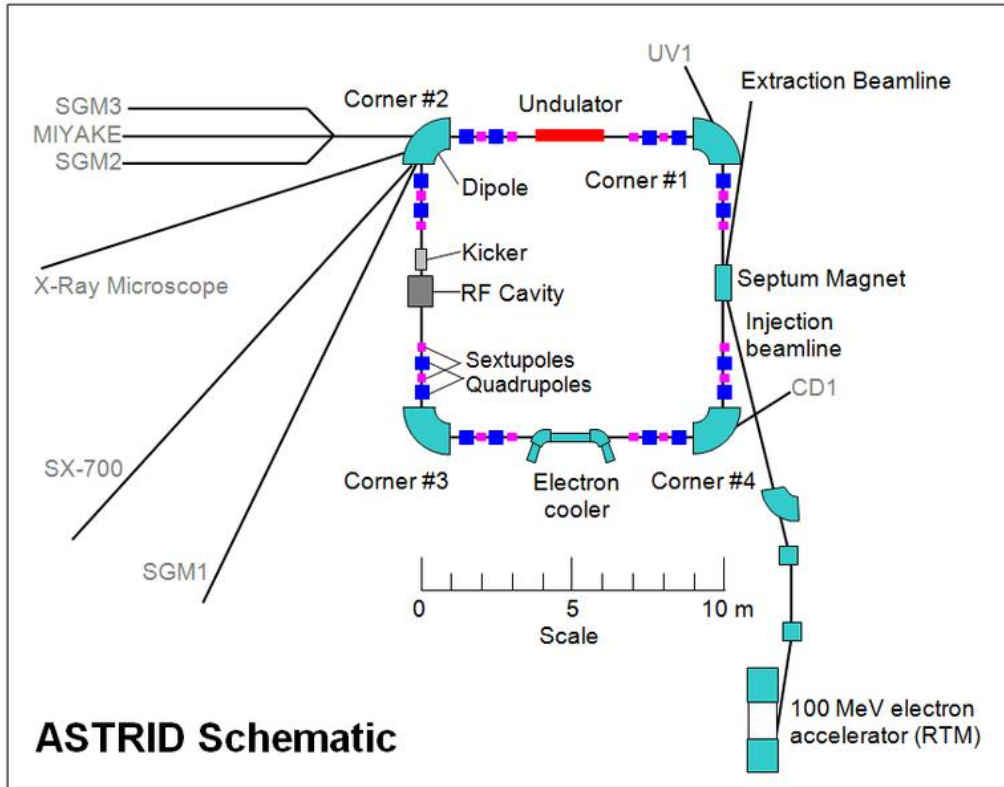 UV1
Extraction Beamline
SGM3
MIYAKE
SGM2
Corner #2
Undulator
Corner #1
Dipole
Kicker
RF Cavity
Septum Magnet
X-Ray Microscope
Injection
beamline
Sextupoles
Quadrupoles
CD1
SX-700
Corner #3
Electron
cooler
Corner #4
SGM1
0
5
10 m
Scale
100 MeV electron
accelerator (RTM)
ASTRID Schematic